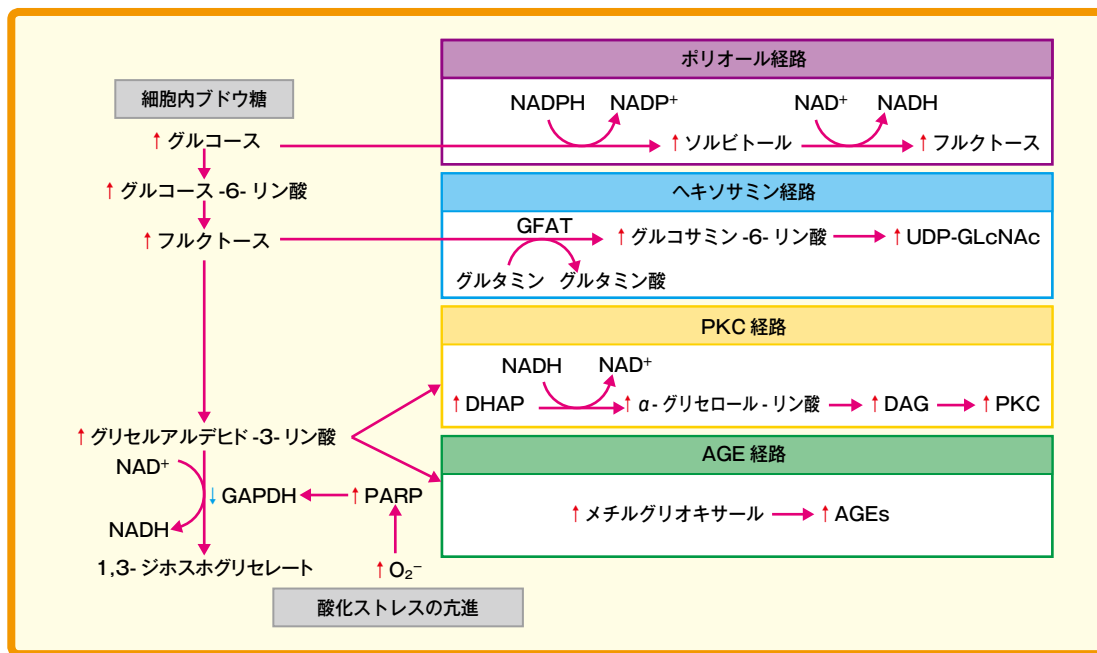 細胞内ブドウ糖
↑グルコース
↑グルコース-6-リン酸
↑フルクトース
↑グリセルアルデヒド-3-リン酸
NAD⁺
NADH
↓GAPDH
↑PARP
1,3-ジホスホグリセレート
↑O₂⁻
酸化ストレスの亢進
ポリオール経路
NADPH NADP⁺ NAD⁺ NADH
↑ソルビトール ↑フルクトース
ヘキソサミン経路
GFAT
↑グルコサミン-6-リン酸 ↑UDP-GLcNAc
グルタミン グルタミン酸
PKC 経路
NADH NAD⁺
↑DHAP ↑α-グリセロール-リン酸 ↑DAG ↑PKC
AGE 経路
↑メチルグリオキサール ↑AGEs